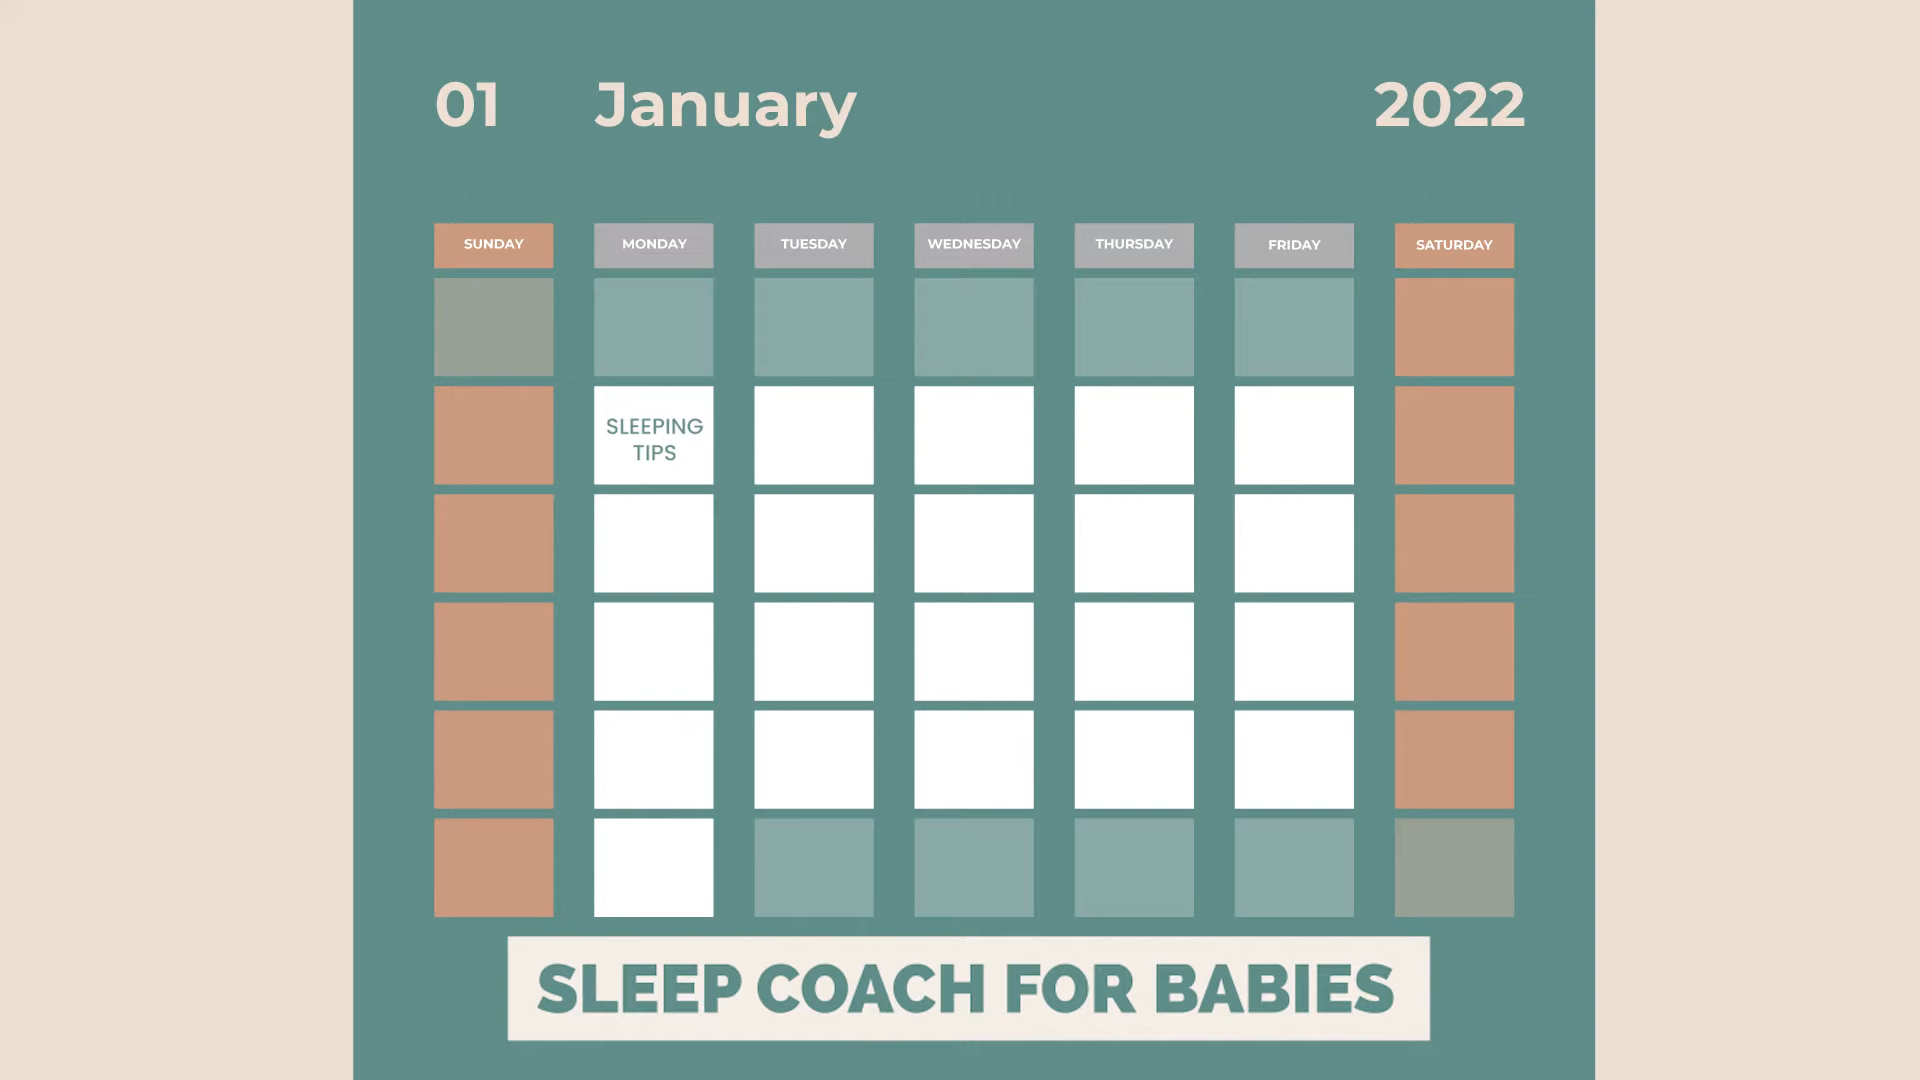 01 January 2022
SUNDAY MONDAY TUESDAY WEDNESDAY THURSDAY FRIDAY SATURDAY
SLEEPING
TIPS
SLEEP COACH FOR BABIES